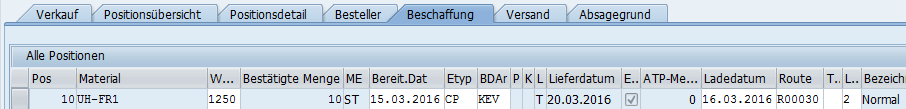 Verkauf Positionsübersicht Positionsdetail Besteller Beschaffung Versand Absagegrund
Alle Positionen
Pos Material W... Bestätigte Menge ME Bereit.Dat Etyp BDAr P K L Lieferdatum E.. ATP-Me... Ladedatum Route T.. L... Bezeichn
10 UH-FR1 1250 10 ST 15.03.2016 CP KEV T 20.03.2016 0 16.03.2016 R00030 2 Normal